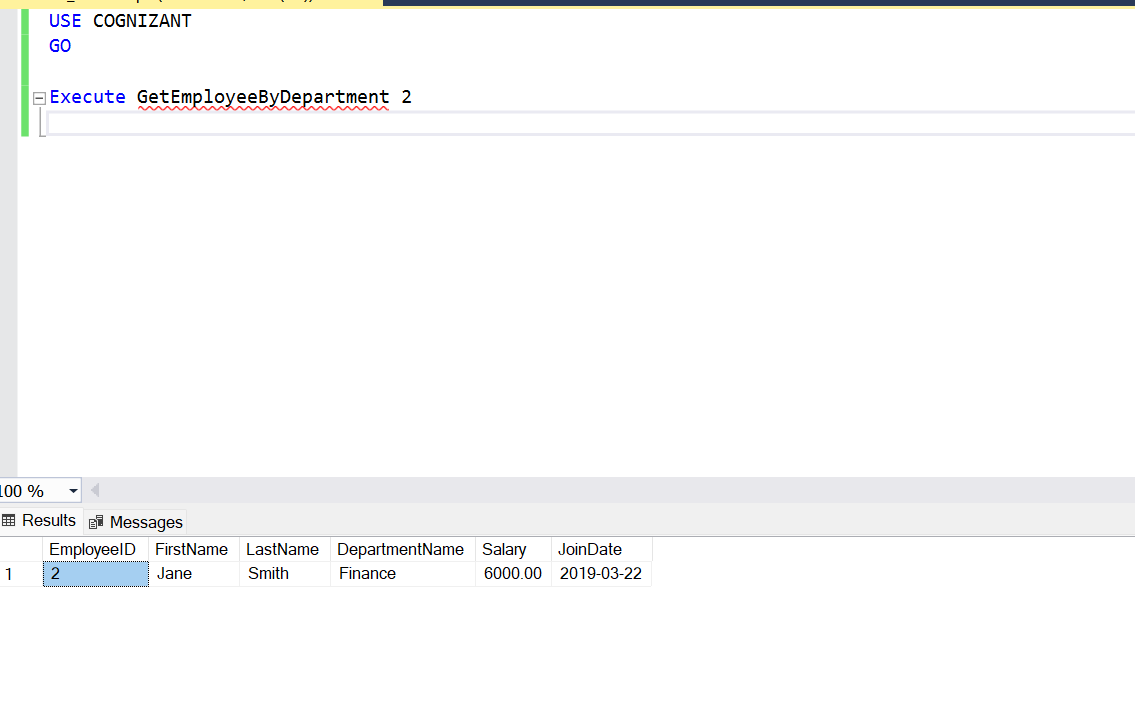 USE COGNIZANT
GO
Execute GetEmployeeByDepartment 2
100 %
Results Messages
EmployeeID FirstName LastName DepartmentName Salary JoinDate
1 2 Jane Smith Finance 6000.00 2019-03-22